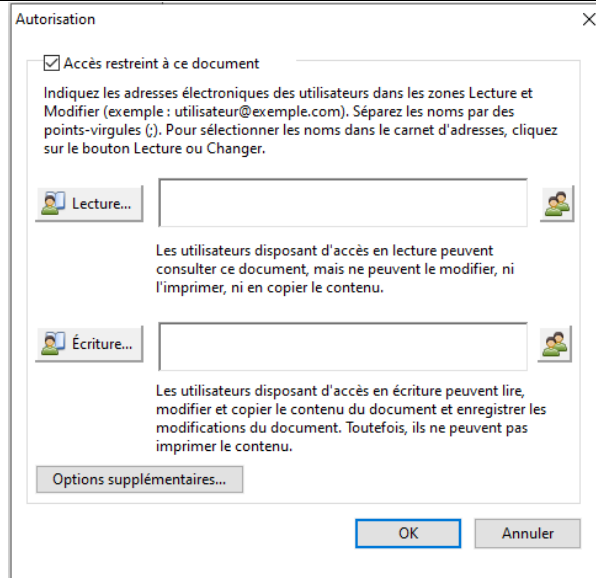 Autorisation
Accès restreint à ce document
Indiquez les adresses électroniques des utilisateurs dans les zones Lecture et
Modifier (exemple : utilisateur@exemple.com). Séparez les noms par des
points-virgules (;). Pour sélectionner les noms dans le carnet d'adresses, cliquez
sur le bouton Lecture ou Changer.
Lecture...
Les utilisateurs disposant d'accès en lecture peuvent
consulter ce document, mais ne peuvent le modifier, ni
l'imprimer, ni en copier le contenu.
Écriture...
Les utilisateurs disposant d'accès en écriture peuvent lire,
modifier et copier le contenu du document et enregistrer les
modifications du document. Toutefois, ils ne peuvent pas
imprimer le contenu.
Options supplémentaires...
OK
Annuler